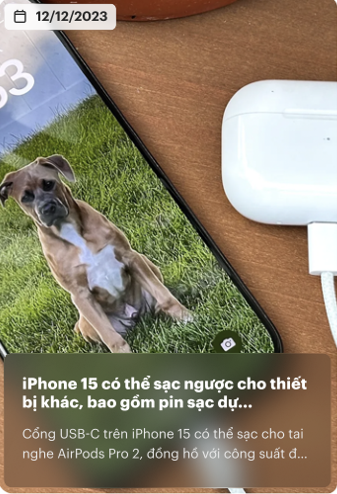 12/12/2023
iPhone 15 có thể sạc ngược cho thiết
bị khác, bao gồm pin sạc dự...
Cổng USB-C trên iPhone 15 có thể sạc cho tai
nghe AirPods Pro 2, đồng hồ với công suất đ...